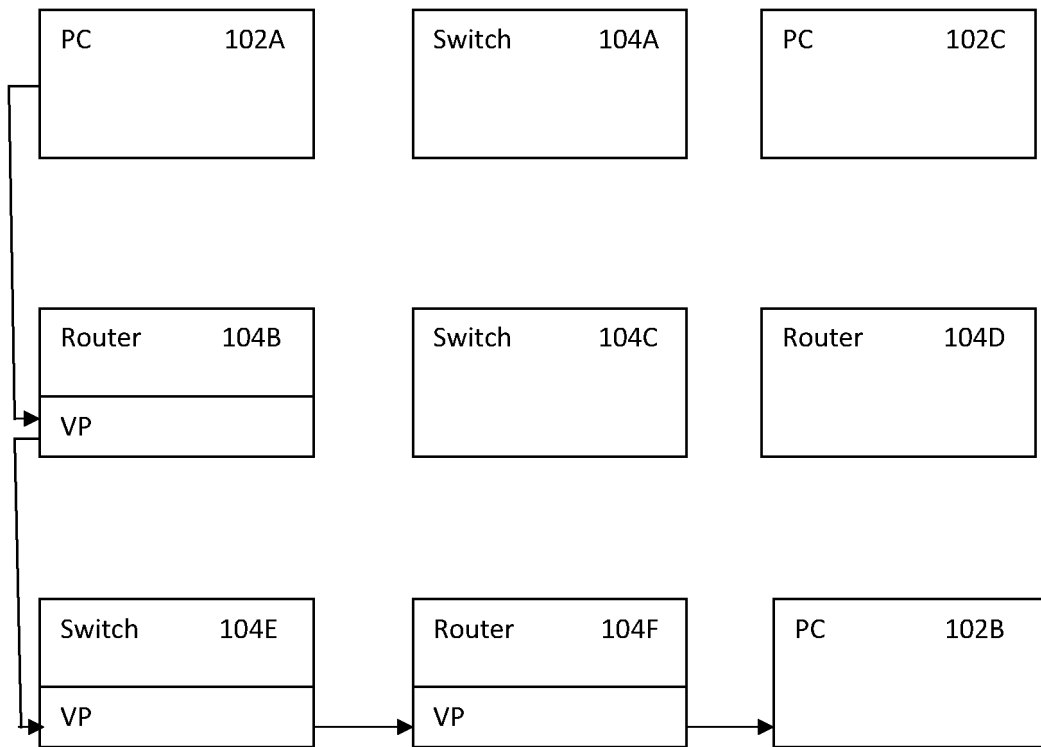 PC 102A
Switch 104A
PC 102C
Router 104B
VP
Switch 104C
Router 104D
Switch 104E
VP
Router 104F
VP
PC 102B